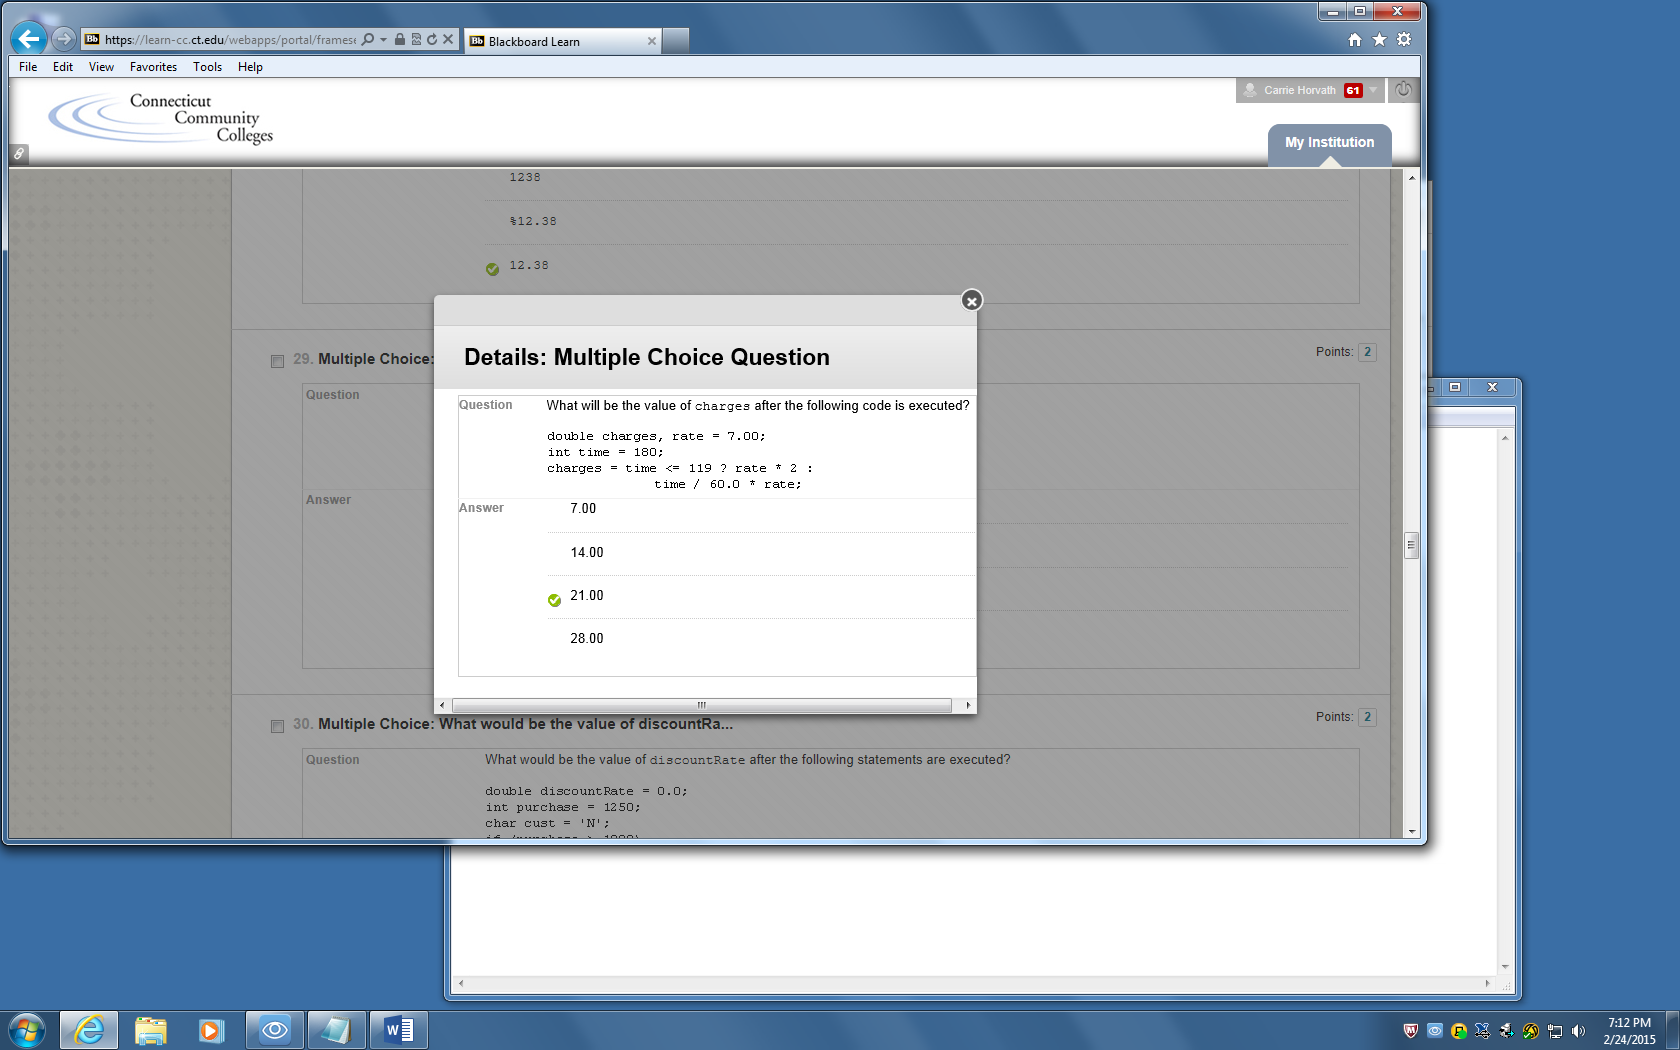 https://learn-cc.ct.edu/webapps/portal/framese
Blackboard Learn
File Edit View Favorites Tools Help
Connecticut
Community
Colleges
Carrie Horvath 61
My Institution
1238
%12.38
12.38
29. Multiple Choice:
Points: 2
Question
Answer
Details: Multiple Choice Question
Question
What will be the value of charges after the following code is executed?
double charges, rate = 7.00;
int time = 180;
charges = time <= 119 ? rate * 2 :
time / 60.0 * rate;
Answer
7.00
14.00
21.00
28.00
30. Multiple Choice: What would be the value of discountRa...
Points: 2
Question
What would be the value of discountRate after the following statements are executed?
double discountRate = 0.0;
int purchase = 1250;
char cust = 'N';
7:12 PM
2/24/2015